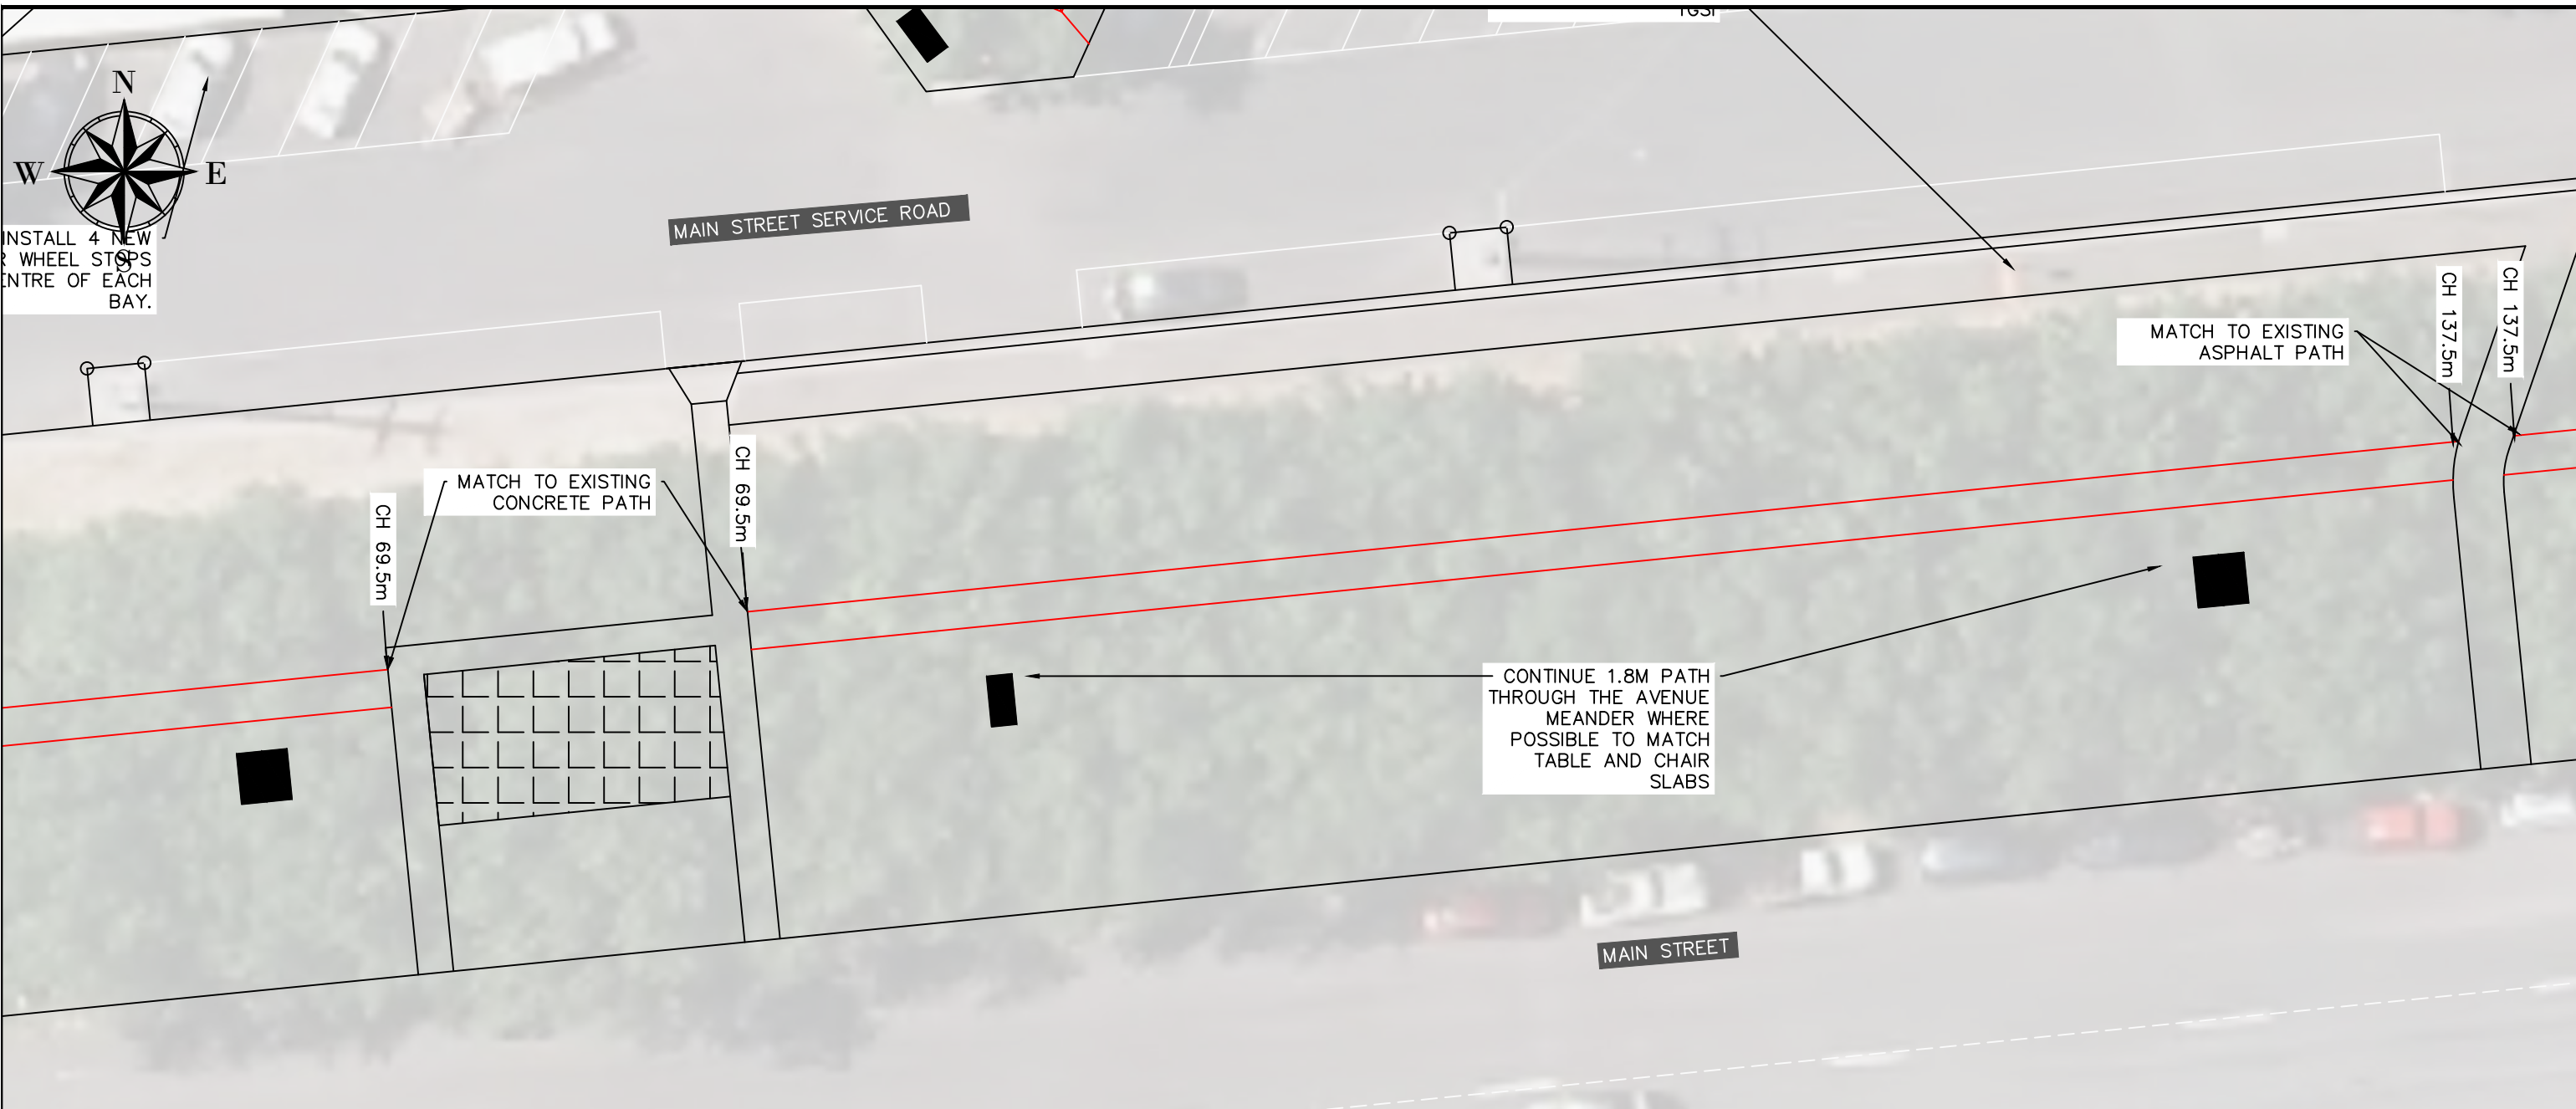 TGSI
N
W
E
S
INSTALL 4 NEW
R WHEEL STOPS
ENTRE OF EACH
BAY.
MAIN STREET SERVICE ROAD
MATCH TO EXISTING
ASPHALT PATH
CH 137.5m
CH 137.5m
MATCH TO EXISTING
CONCRETE PATH
CH 69.5m
CH 69.5m
CONTINUE 1.8M PATH
THROUGH THE AVENUE
MEANDER WHERE
POSSIBLE TO MATCH
TABLE AND CHAIR
SLABS
MAIN STREET